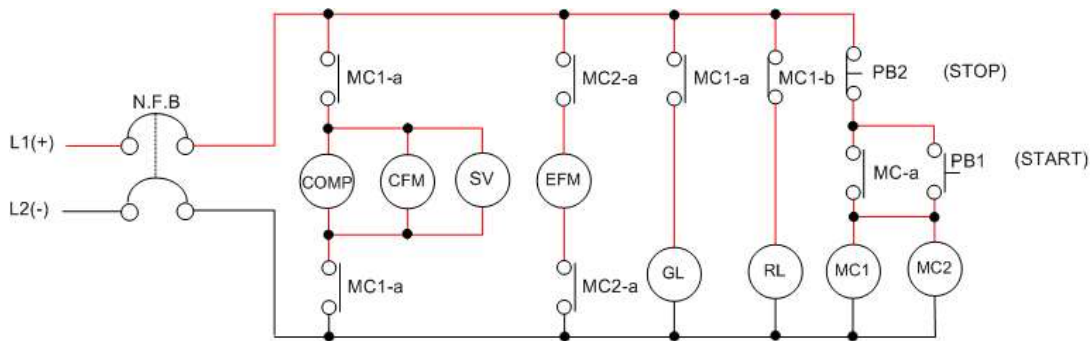 MC1-a
MC2-a
MC1-a
MC1-b
PB2
(STOP)
N.F.B
L1(+)
COMP
CFM
SV
EFM
MC-a
PB1
(START)
L2(-)
MC1-a
MC2-a
GL
RL
MC1
MC2